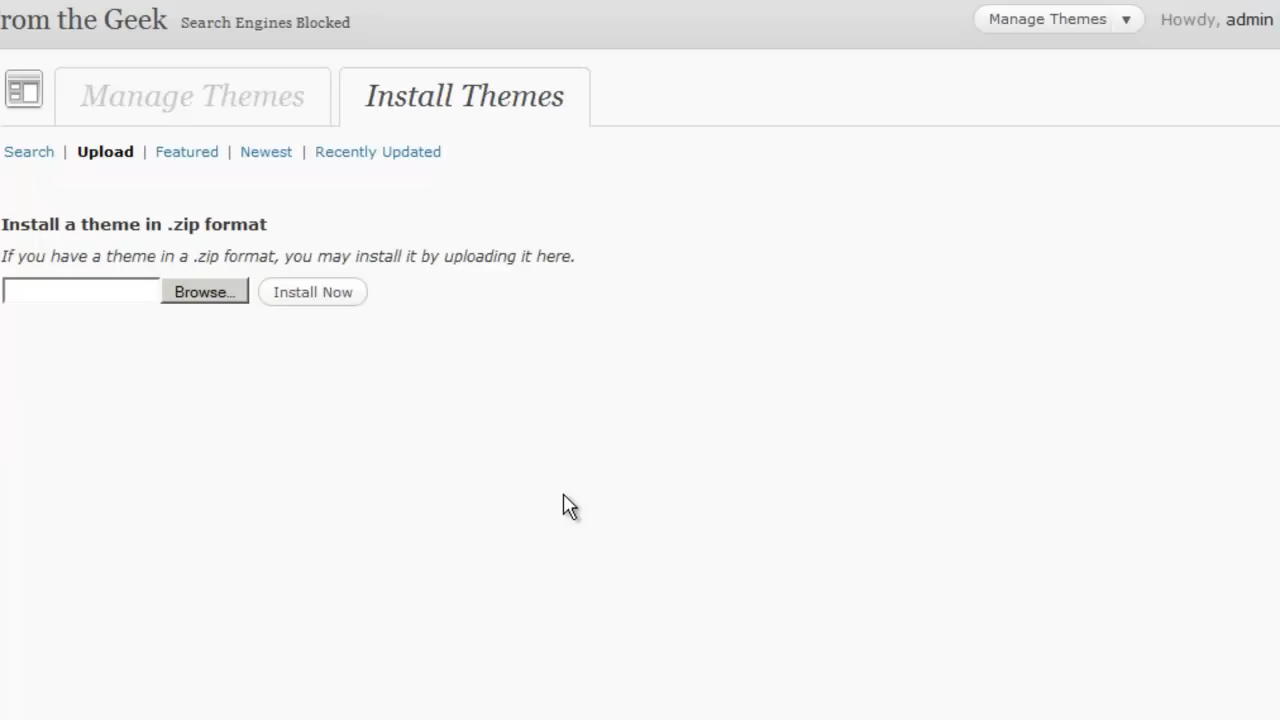 rom the Geek Search Engines Blocked Manage Themes Howdy, admin
Manage Themes Install Themes
Search | Upload | Featured | Newest | Recently Updated
Install a theme in .zip format
If you have a theme in a .zip format, you may install it by uploading it here.
Browse... Install Now